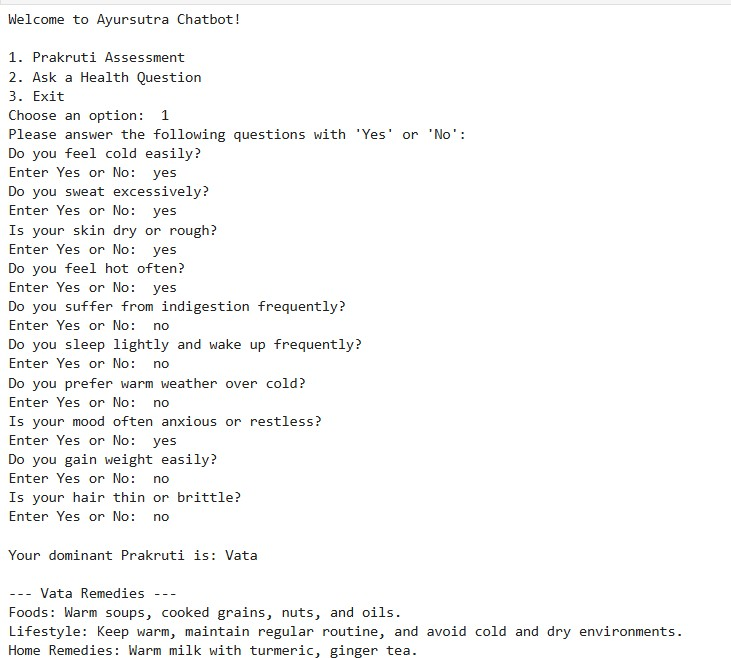 Welcome to Ayursutra Chatbot!
1. Prakruti Assessment
2. Ask a Health Question
3. Exit
Choose an option:  1
Please answer the following questions with 'Yes' or 'No':
Do you feel cold easily?
Enter Yes or No:  yes
Do you sweat excessively?
Enter Yes or No:  yes
Is your skin dry or rough?
Enter Yes or No:  yes
Do you feel hot often?
Enter Yes or No:  yes
Do you suffer from indigestion frequently?
Enter Yes or No:  no
Do you sleep lightly and wake up frequently?
Enter Yes or No:  no
Do you prefer warm weather over cold?
Enter Yes or No:  no
Is your mood often anxious or restless?
Enter Yes or No:  yes
Do you gain weight easily?
Enter Yes or No:  no
Is your hair thin or brittle?
Enter Yes or No:  no
Your dominant Prakruti is: Vata
--- Vata Remedies ---
Foods: Warm soups, cooked grains, nuts, and oils.
Lifestyle: Keep warm, maintain regular routine, and avoid cold and dry environments.
Home Remedies: Warm milk with turmeric, ginger tea.